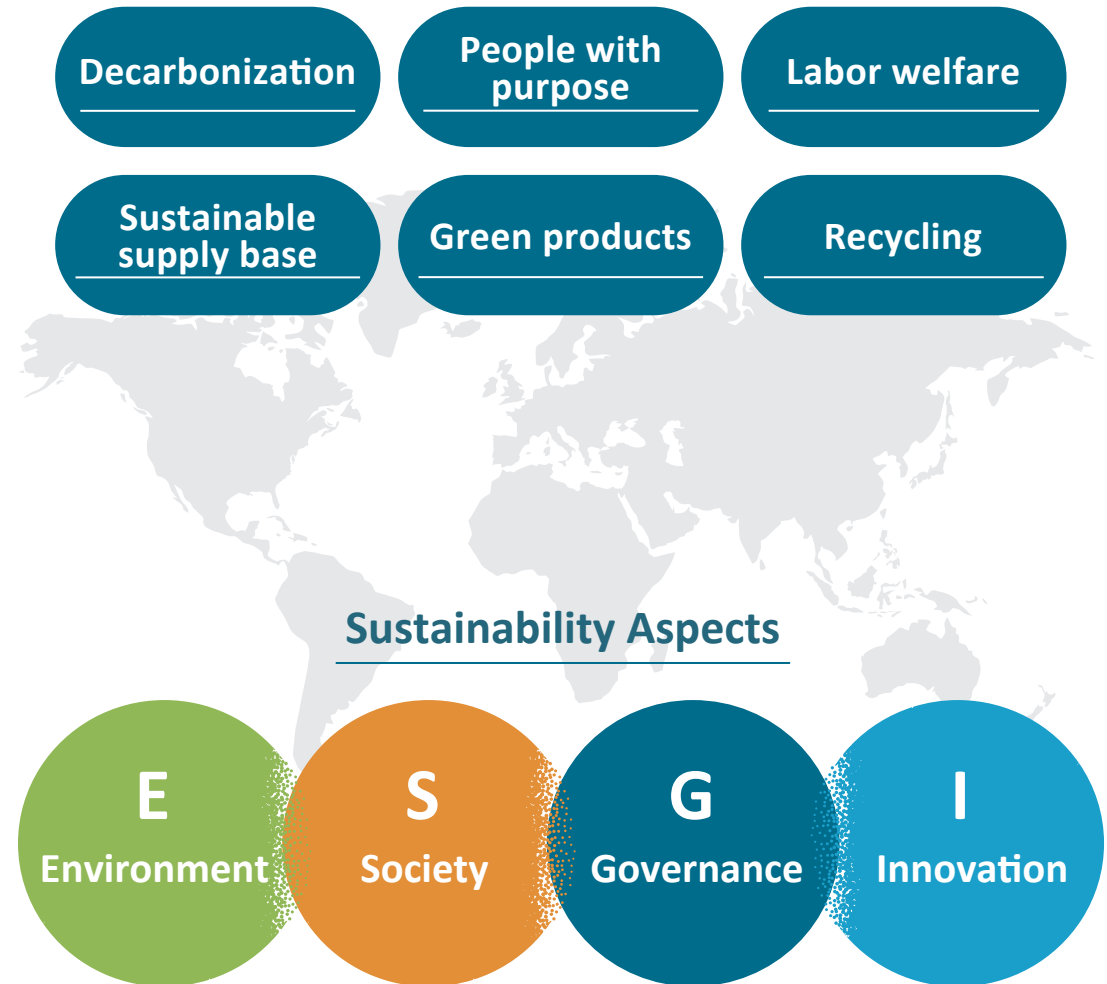 Decarbonization
People with
purpose
Labor welfare
Sustainable
supply base
Green products
Recycling
Sustainability Aspects
E
Environment
S
Society
G
Governance
I
Innovation